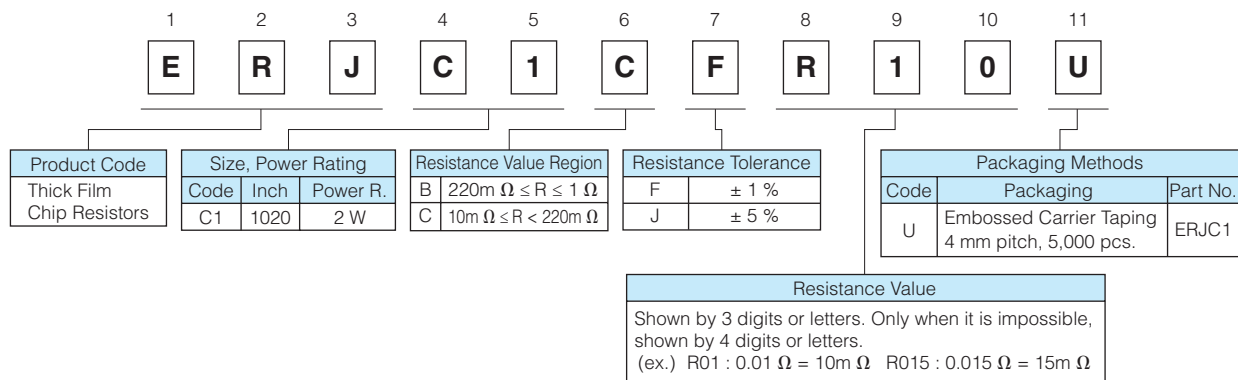 1 2 3 4 5 6 7 8 9 10 11
E R J C 1 C F R 1 0 U
Product Code
Thick Film
Chip Resistors
Size, Power Rating
Code Inch Power R.
C1 1020 2 W
Resistance Value Region
B 220m Ω ≤ R ≤ 1 Ω
C 10m Ω ≤ R < 220m Ω
Resistance Tolerance
F ± 1 %
J ± 5 %
Packaging Methods
Code Packaging Part No.
U Embossed Carrier Taping ERJC1
4 mm pitch, 5,000 pcs.
Resistance Value
Shown by 3 digits or letters. Only when it is impossible,
shown by 4 digits or letters.
(ex.) R01 : 0.01 Ω = 10m Ω R015 : 0.015 Ω = 15m Ω